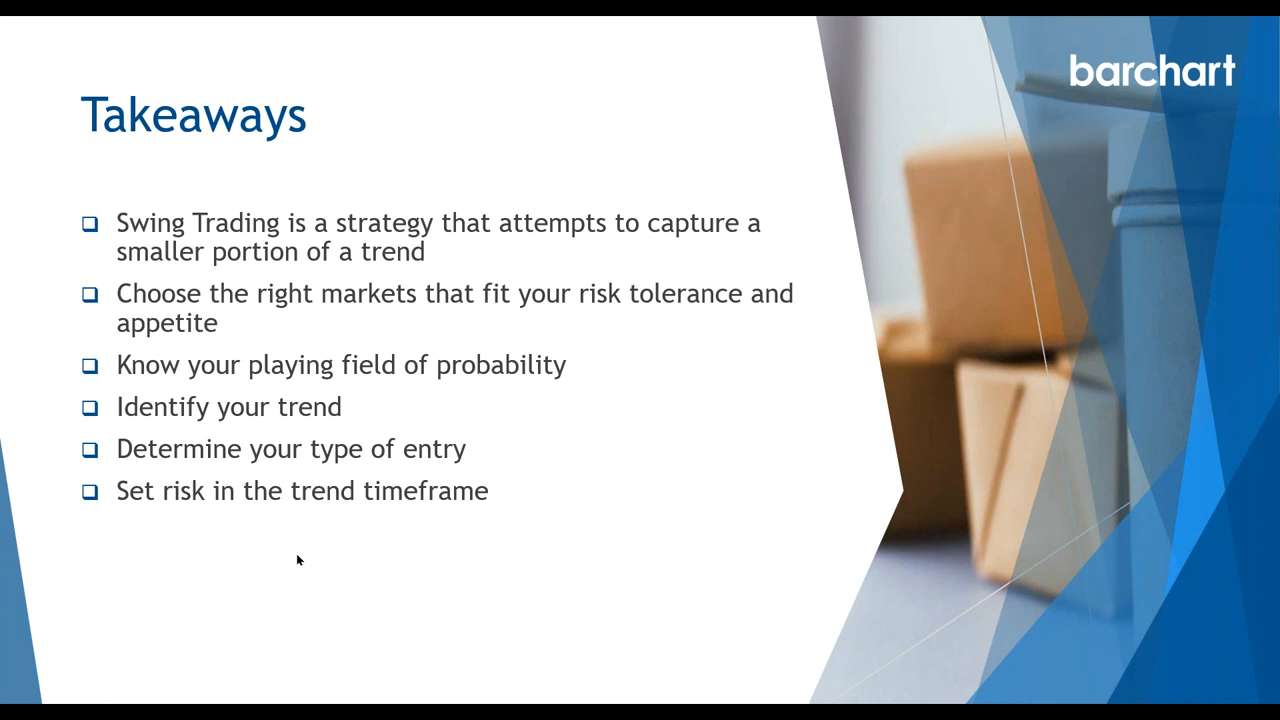 barchart
Takeaways
Swing Trading is a strategy that attempts to capture a
smaller portion of a trend
Choose the right markets that fit your risk tolerance and
appetite
Know your playing field of probability
Identify your trend
Determine your type of entry
Set risk in the trend timeframe